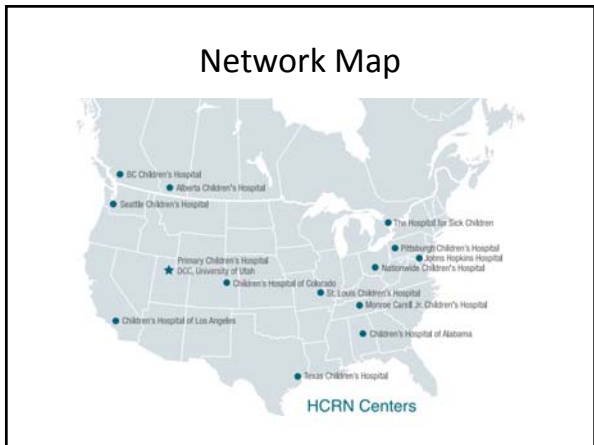 Network Map
BC Children's Hospital
Alberta Children's Hospital
Seattle Children's Hospital
The Hospital for Sick Children
Pittsburgh Children's Hospital
Johns Hopkins Hospital
Nationwide Children's Hospital
Primary Children's Hospital
DCC, University of Utah
Children's Hospital of Colorado
St. Louis Children's Hospital
Monroe Carell Jr. Children's Hospital
Children's Hospital of Los Angeles
Children's Hospital of Alabama
Texas Children's Hospital
HCRN Centers